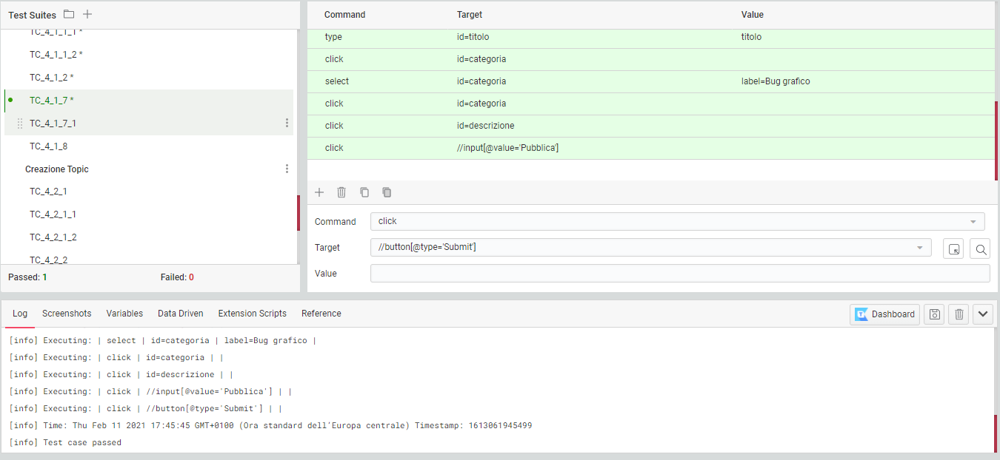 Test Suites
TC_4_1_1_1 *
TC_4_1_1_2 *
TC_4_1_2 *
TC_4_1_7 *
TC_4_1_7_1
TC_4_1_8
Creazione Topic
TC_4_2_1
TC_4_2_1_1
TC_4_2_1_2
TC_4_2_2
Passed: 1 Failed: 0
Command Target Value
type id=titolo titolo
click id=categoria
select id=categoria label=Bug grafico
click id=categoria
click id=descrizione
click //input[@value='Pubblica']
Command click
Target //button[@type='Submit']
Value
Log Screenshots Variables Data Driven Extension Scripts Reference Dashboard
[info] Executing: | select | id=categoria | label=Bug grafico |
[info] Executing: | click | id=categoria | |
[info] Executing: | click | id=descrizione | |
[info] Executing: | click | //input[@value='Pubblica'] | |
[info] Executing: | click | //button[@type='Submit'] | |
[info] Time: Thu Feb 11 2021 17:45:45 GMT+0100 (Ora standard dell'Europa centrale) Timestamp: 1613061945499
[info] Test case passed